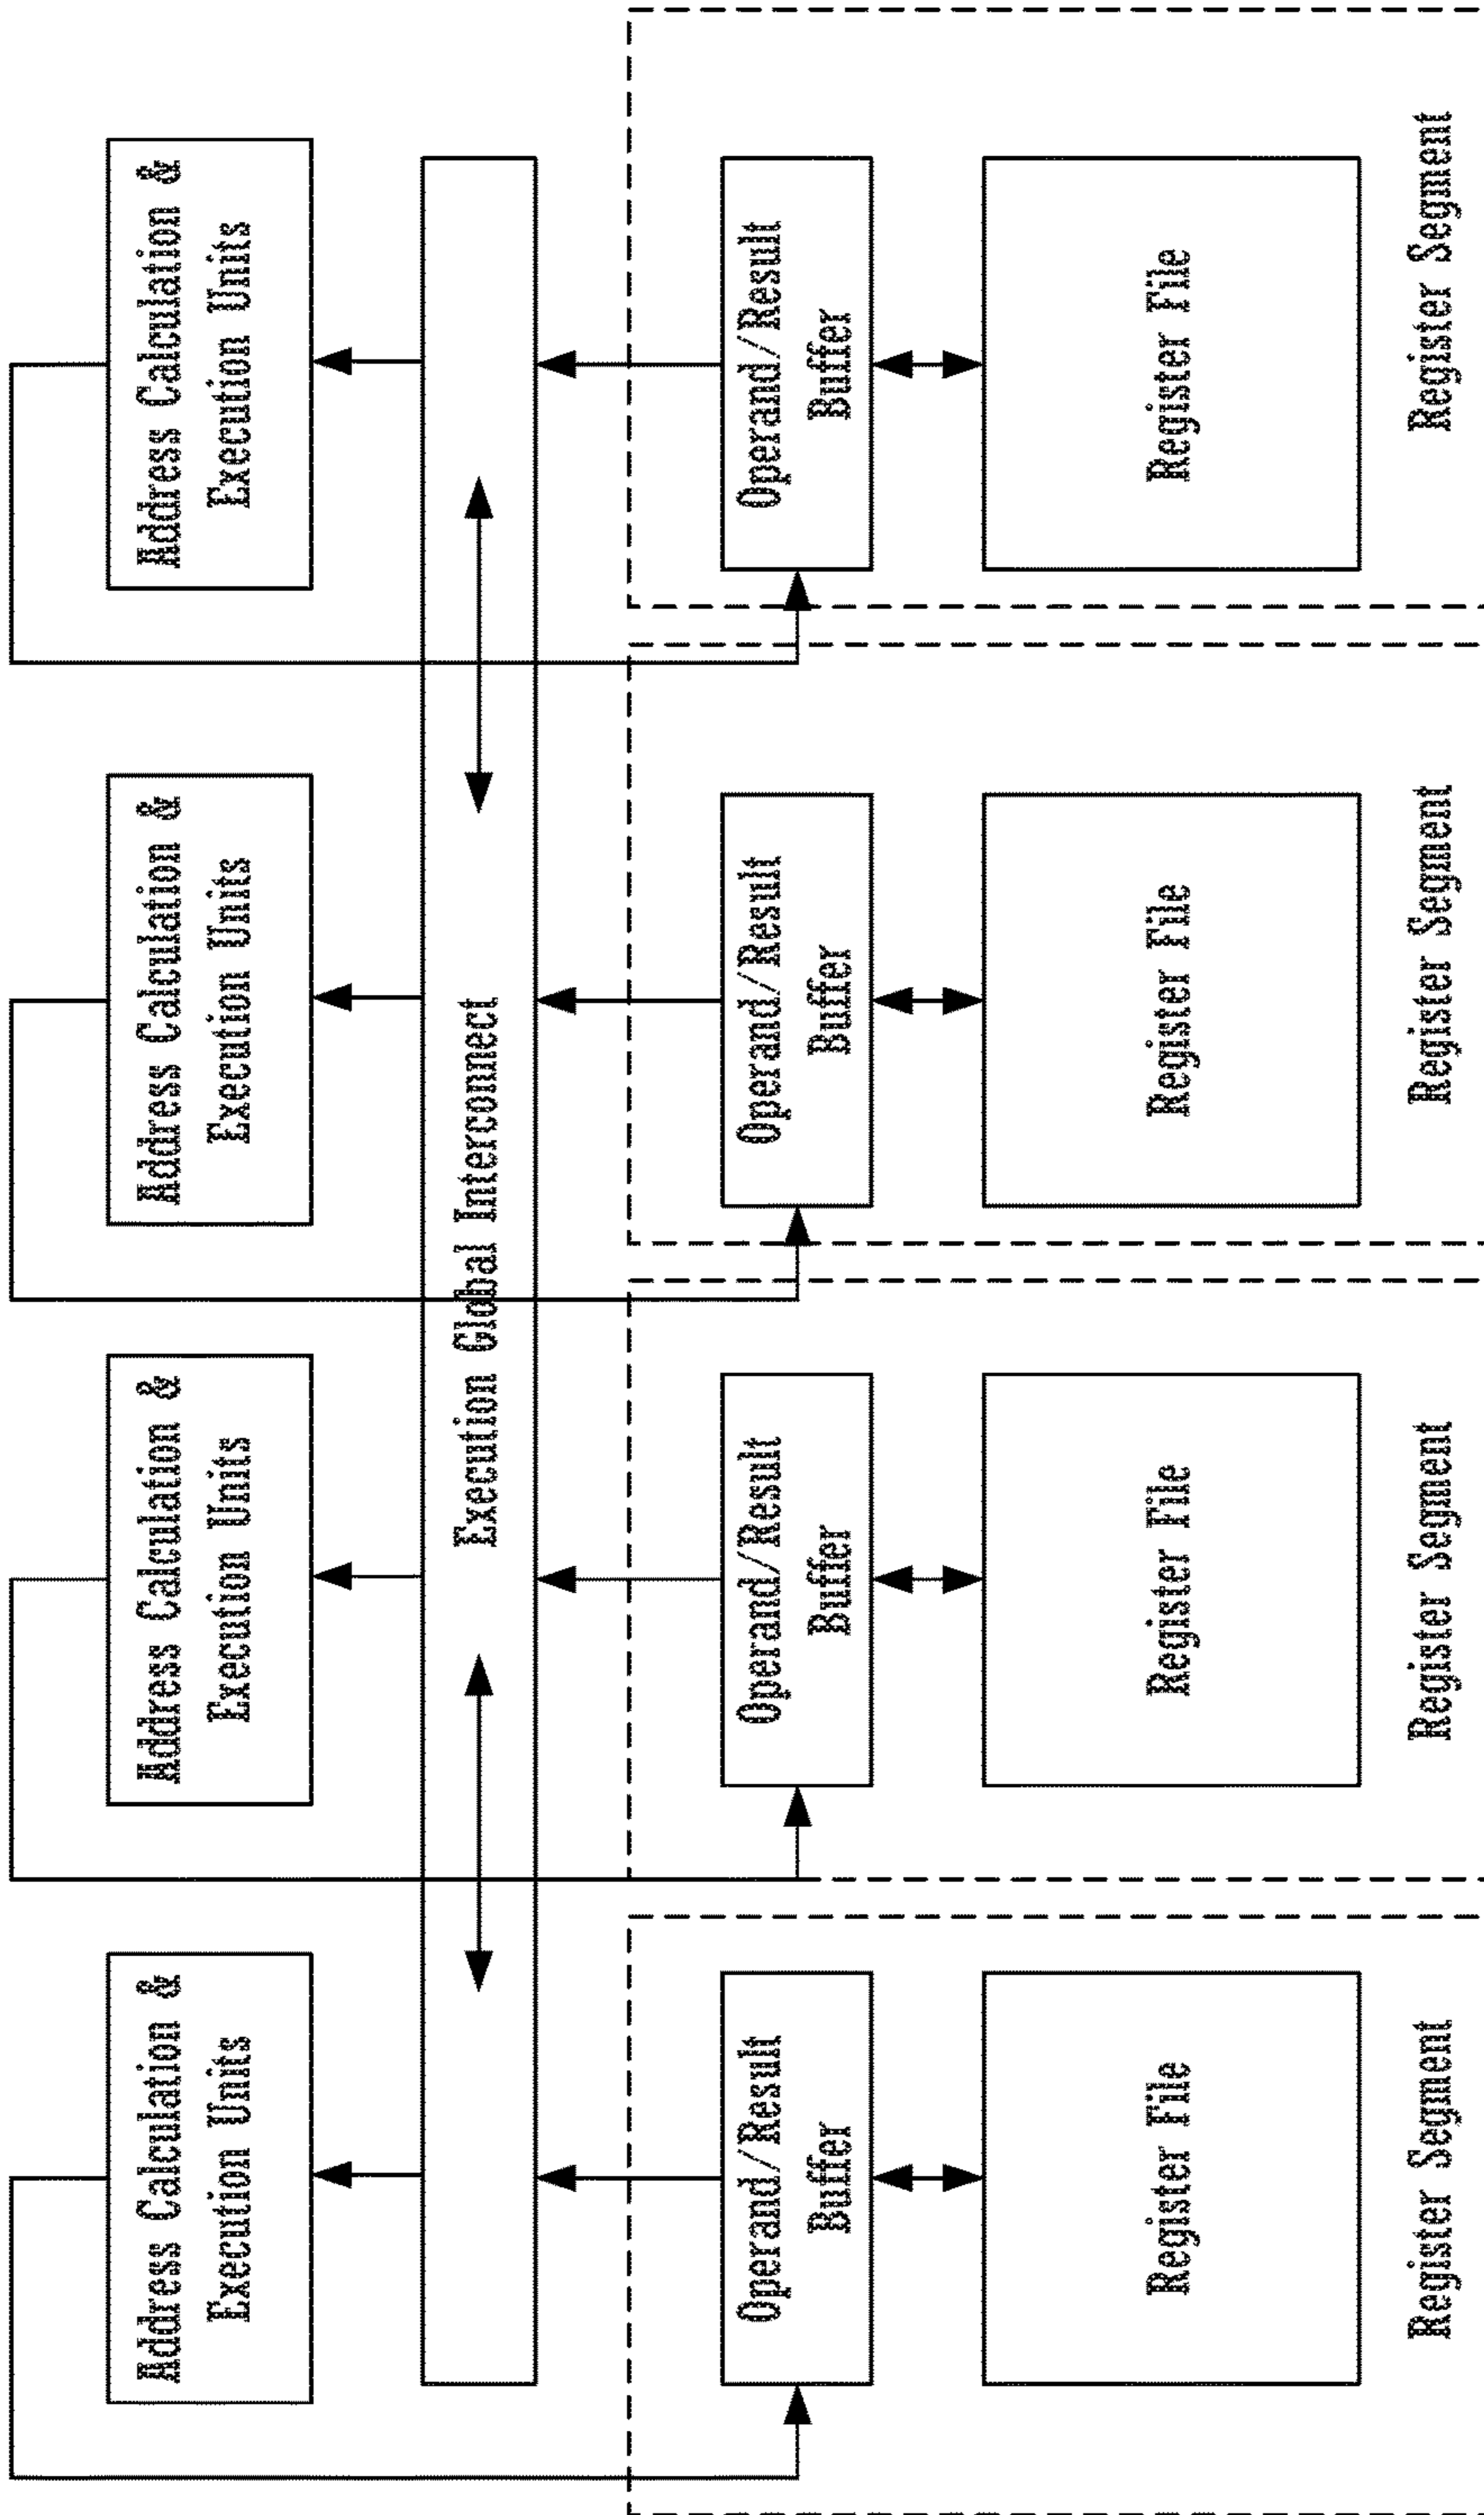 Address Calculation &
Execution Units
Address Calculation &
Execution Units
Address Calculation &
Execution Units
Address Calculation &
Execution Units
Execution Global Interconnect
Operand/Result
Buffer
Operand/Result
Buffer
Operand/Result
Buffer
Operand/Result
Buffer
Register File
Register File
Register File
Register File
Register Segment
Register Segment
Register Segment
Register Segment